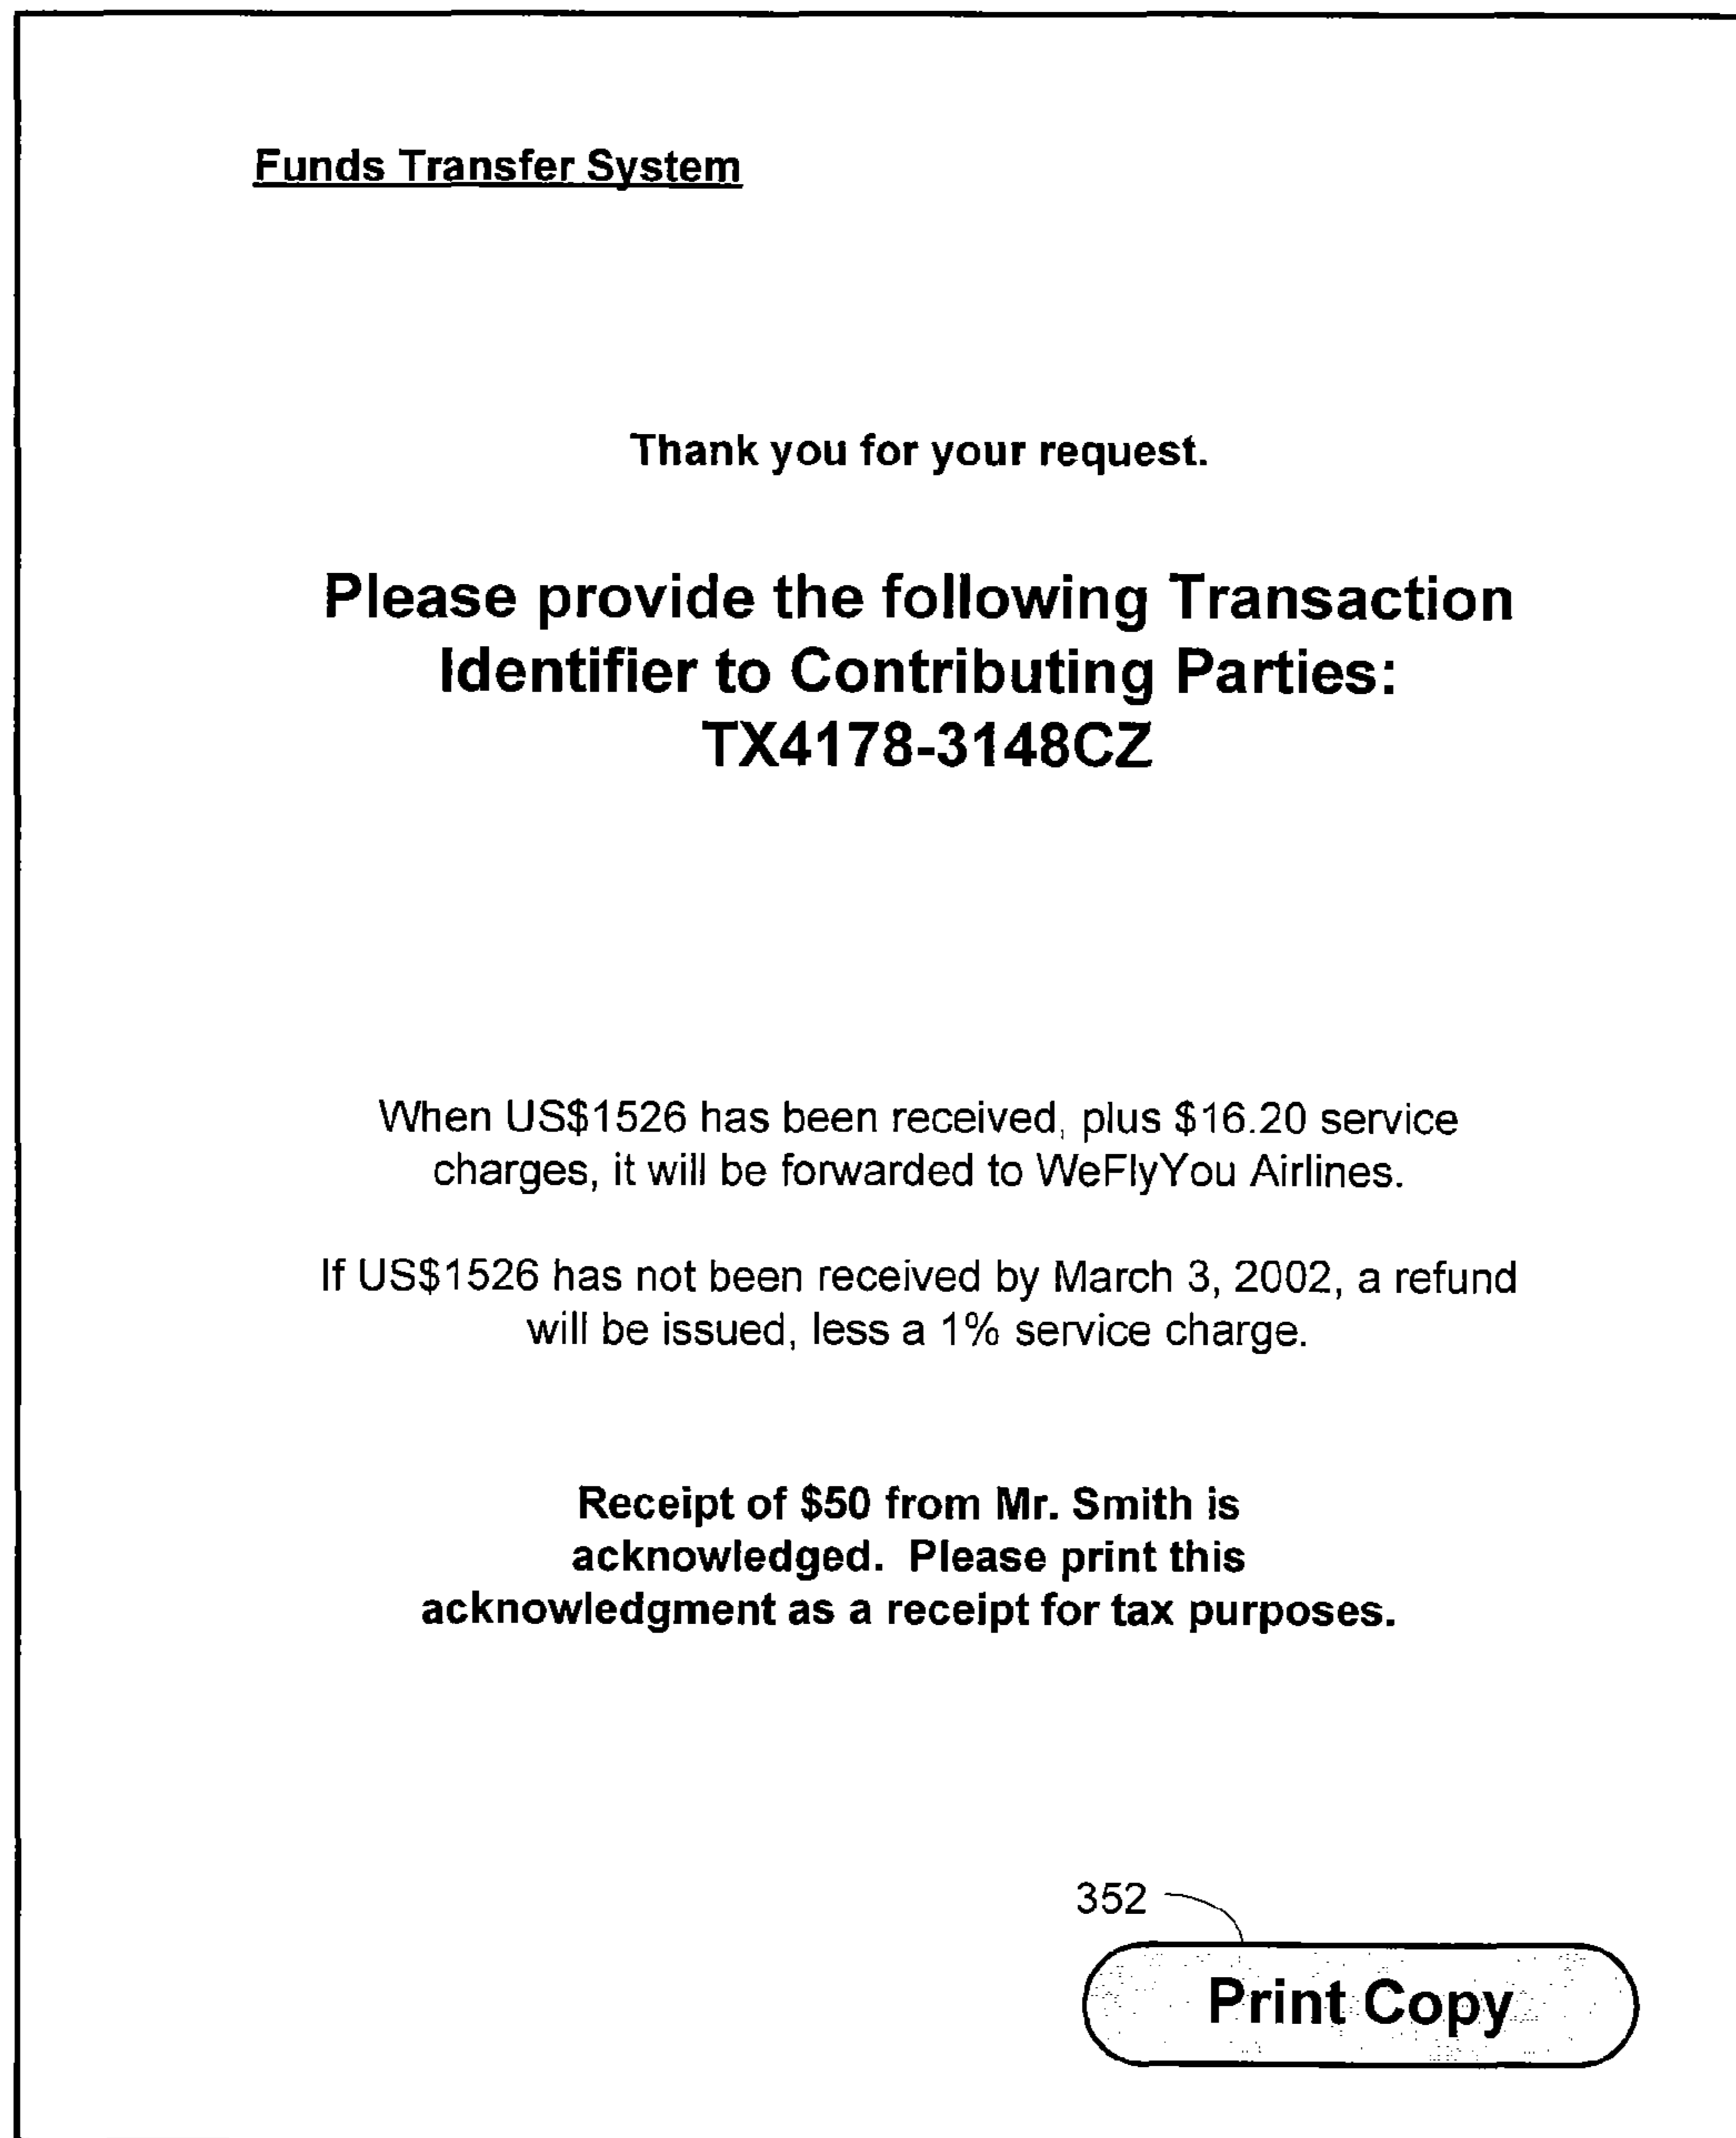 Funds Transfer System
Thank you for your request.
Please provide the following Transaction
Identifier to Contributing Parties:
TX4178-3148CZ
When US$1526 has been received, plus $16.20 service
charges, it will be forwarded to WeFlyYou Airlines.
If US$1526 has not been received by March 3, 2002, a refund
will be issued, less a 1% service charge.
Receipt of $50 from Mr. Smith is
acknowledged. Please print this
acknowledgment as a receipt for tax purposes.
352
Print Copy